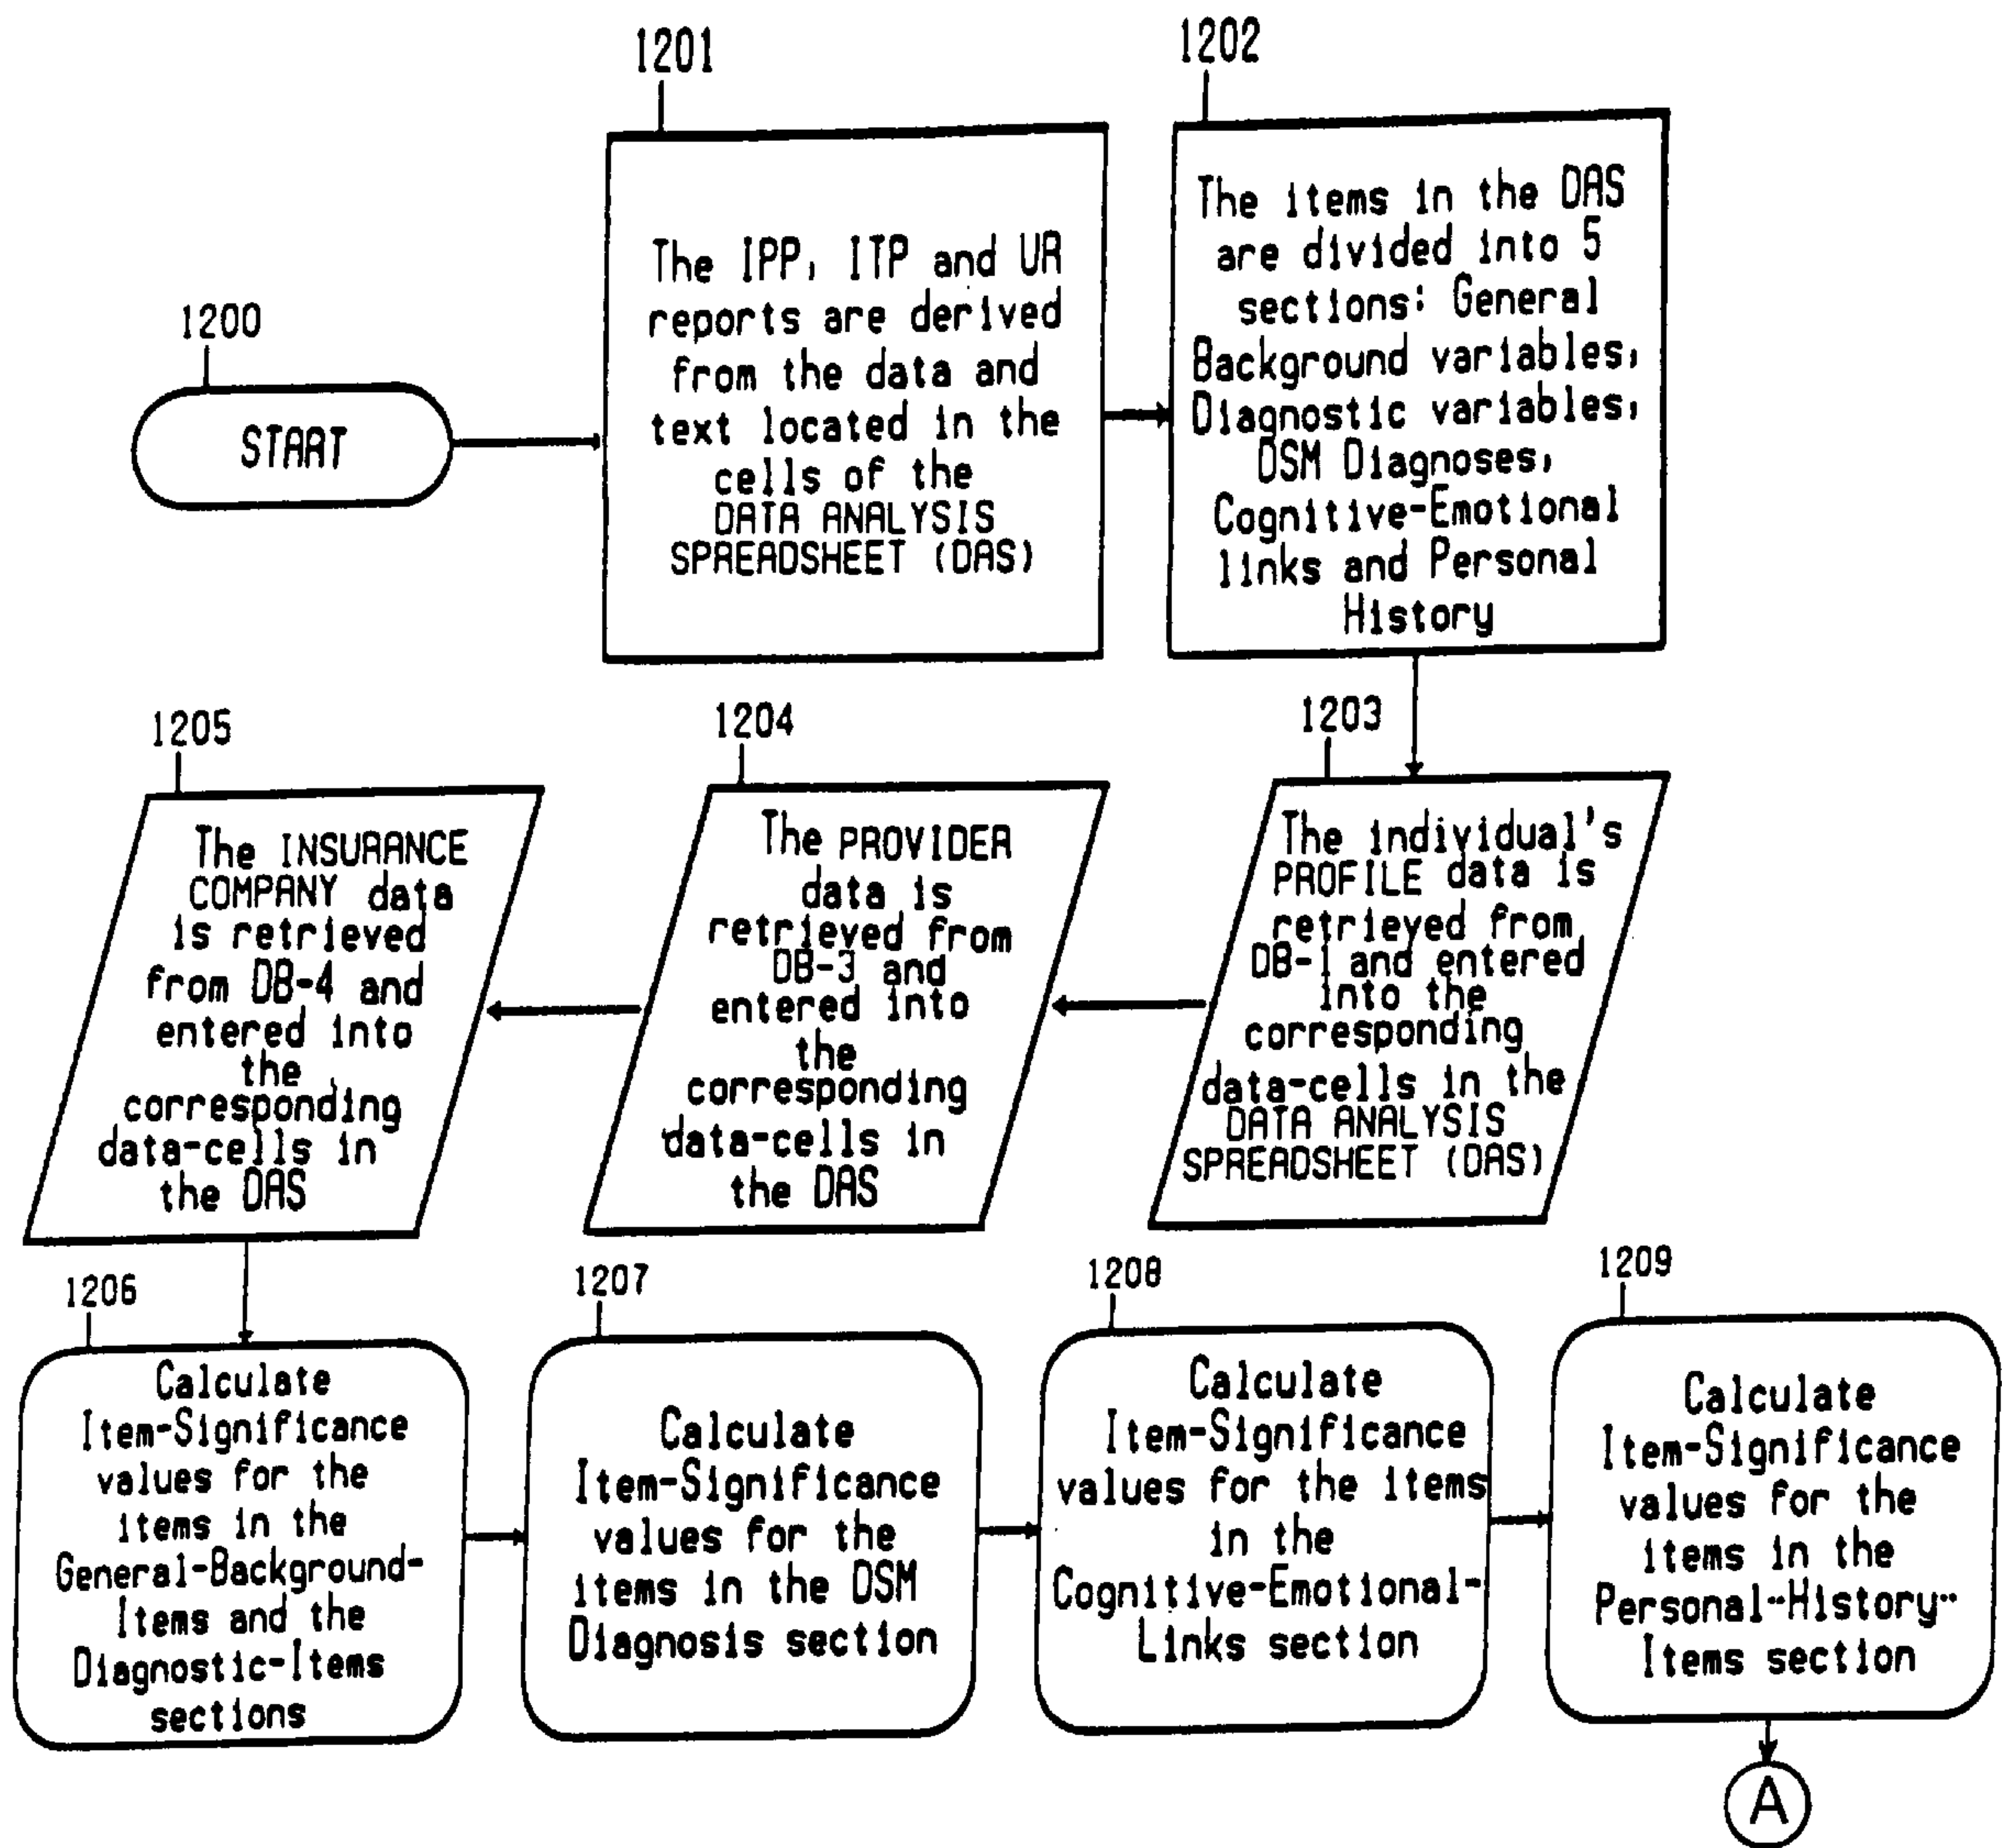 1201
1202
1200
START
The IPP, ITP and UR
reports are derived
from the data and
text located in the
cells of the
DATA ANALYSIS
SPREADSHEET (DAS)
The items in the DAS
are divided into 5
sections: General
Background variables,
Diagnostic variables,
DSM Diagnoses,
Cognitive-Emotional
links and Personal
History
1203
The individual's
PROFILE data is
retrieved from
DB-1 and entered
into the
corresponding
data-cells in the
DATA ANALYSIS
SPREADSHEET (DAS)
1204
The PROVIDER
data is
retrieved from
DB-3 and
entered into
the
corresponding
data-cells in
the DAS
1205
The INSURANCE
COMPANY data
is retrieved
from DB-4 and
entered into
the
corresponding
data-cells in
the DAS
1206
Calculate
Item-Significance
values for the
items in the
General-Background-
Items and the
Diagnostic-Items
sections
1207
Calculate
Item-Significance
values for the
items in the DSM
Diagnosis section
1208
Calculate
Item-Significance
values for the items
in the
Cognitive-Emotional-
Links section
1209
Calculate
Item-Significance
values for the
items in the
Personal-History-
Items section
A